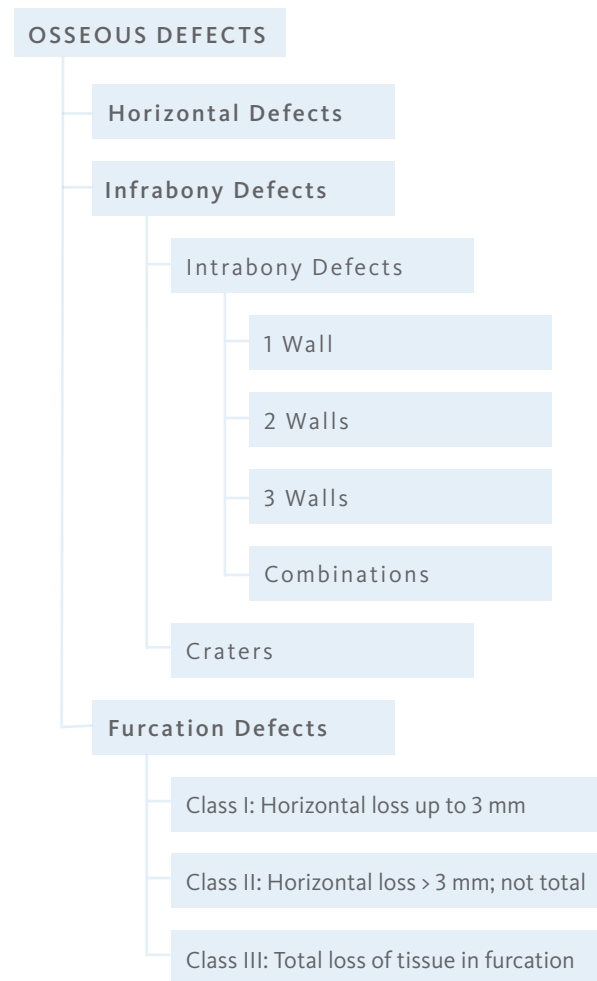 OSSEOUS DEFECTS
Horizontal Defects
Infrabony Defects
Intrabony Defects
1 Wall
2 Walls
3 Walls
Combinations
Craters
Furcation Defects
Class I: Horizontal loss up to 3 mm
Class II: Horizontal loss > 3 mm; not total
Class III: Total loss of tissue in furcation